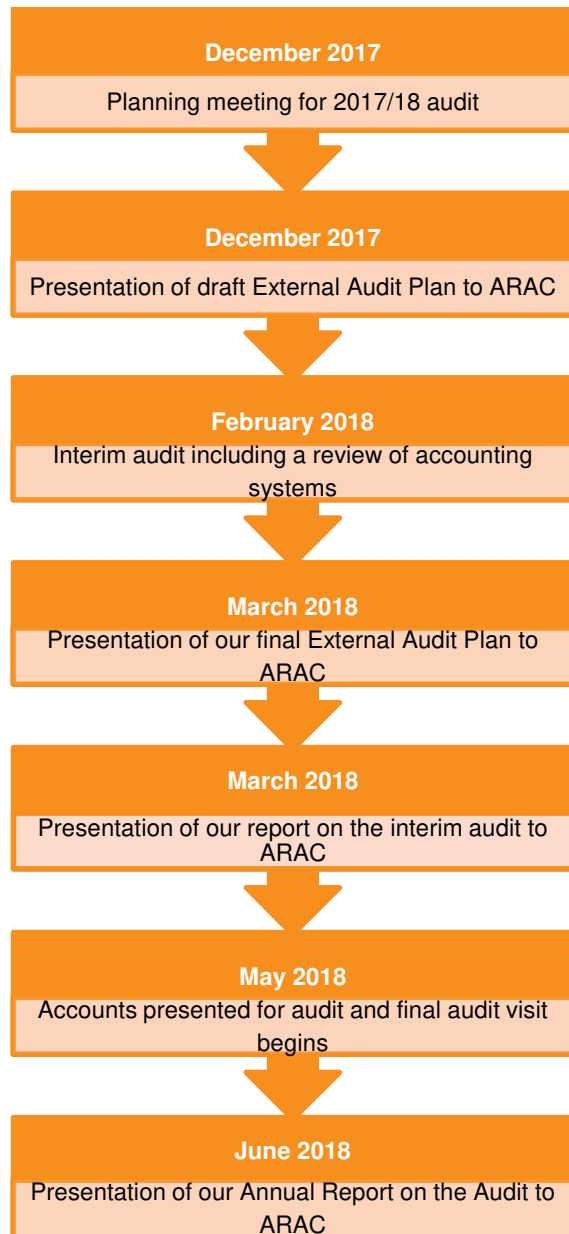 December 2017
Planning meeting for 2017/18 audit
December 2017
Presentation of draft External Audit Plan to ARAC
February 2018
Interim audit including a review of accounting
systems
March 2018
Presentation of our final External Audit Plan to
ARAC
March 2018
Presentation of our report on the interim audit to
ARAC
May 2018
Accounts presented for audit and final audit visit
begins
June 2018
Presentation of our Annual Report on the Audit to
ARAC